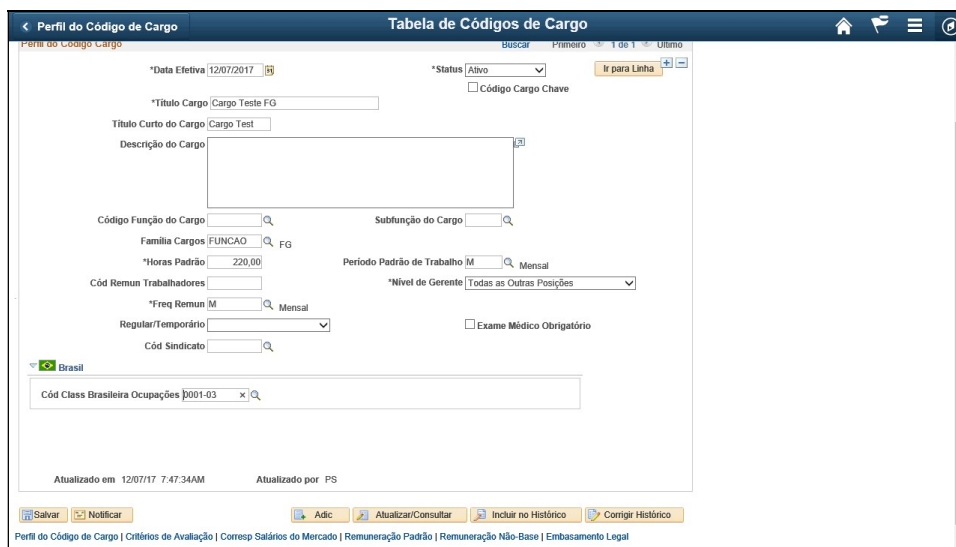 Perfil do Código de Cargo Tabela de Códigos de Cargo
Perfil do Código Cargo Buscar Primeiro 1 de 1 Último
*Data Efetiva 12/07/2017 *Status Ativo Ir para Linha
Código Cargo Chave
*Título Cargo Cargo Teste FG
Título Curto do Cargo Cargo Test
Descrição do Cargo
Código Função do Cargo Subfunção do Cargo
Família Cargos FUNCAO FG
*Horas Padrão 220,00 Período Padrão de Trabalho M Mensal
Cód Remun Trabalhadores *Nível de Gerente Todas as Outras Posições
*Freq Remun M Mensal
Regular/Temporário Exame Médico Obrigatório
Cód Sindicato
Brasil
Cód Class Brasileira Ocupações 0001-03 ×
Atualizado em 12/07/17 7:47:34AM Atualizado por PS
Salvar Notificar Adic Atualizar/Consultar Incluir no Histórico Corrigir Histórico
Perfil do Código de Cargo | Critérios de Avaliação | Corresp Salários do Mercado | Remuneração Padrão | Remuneração Não-Base | Embasamento Legal